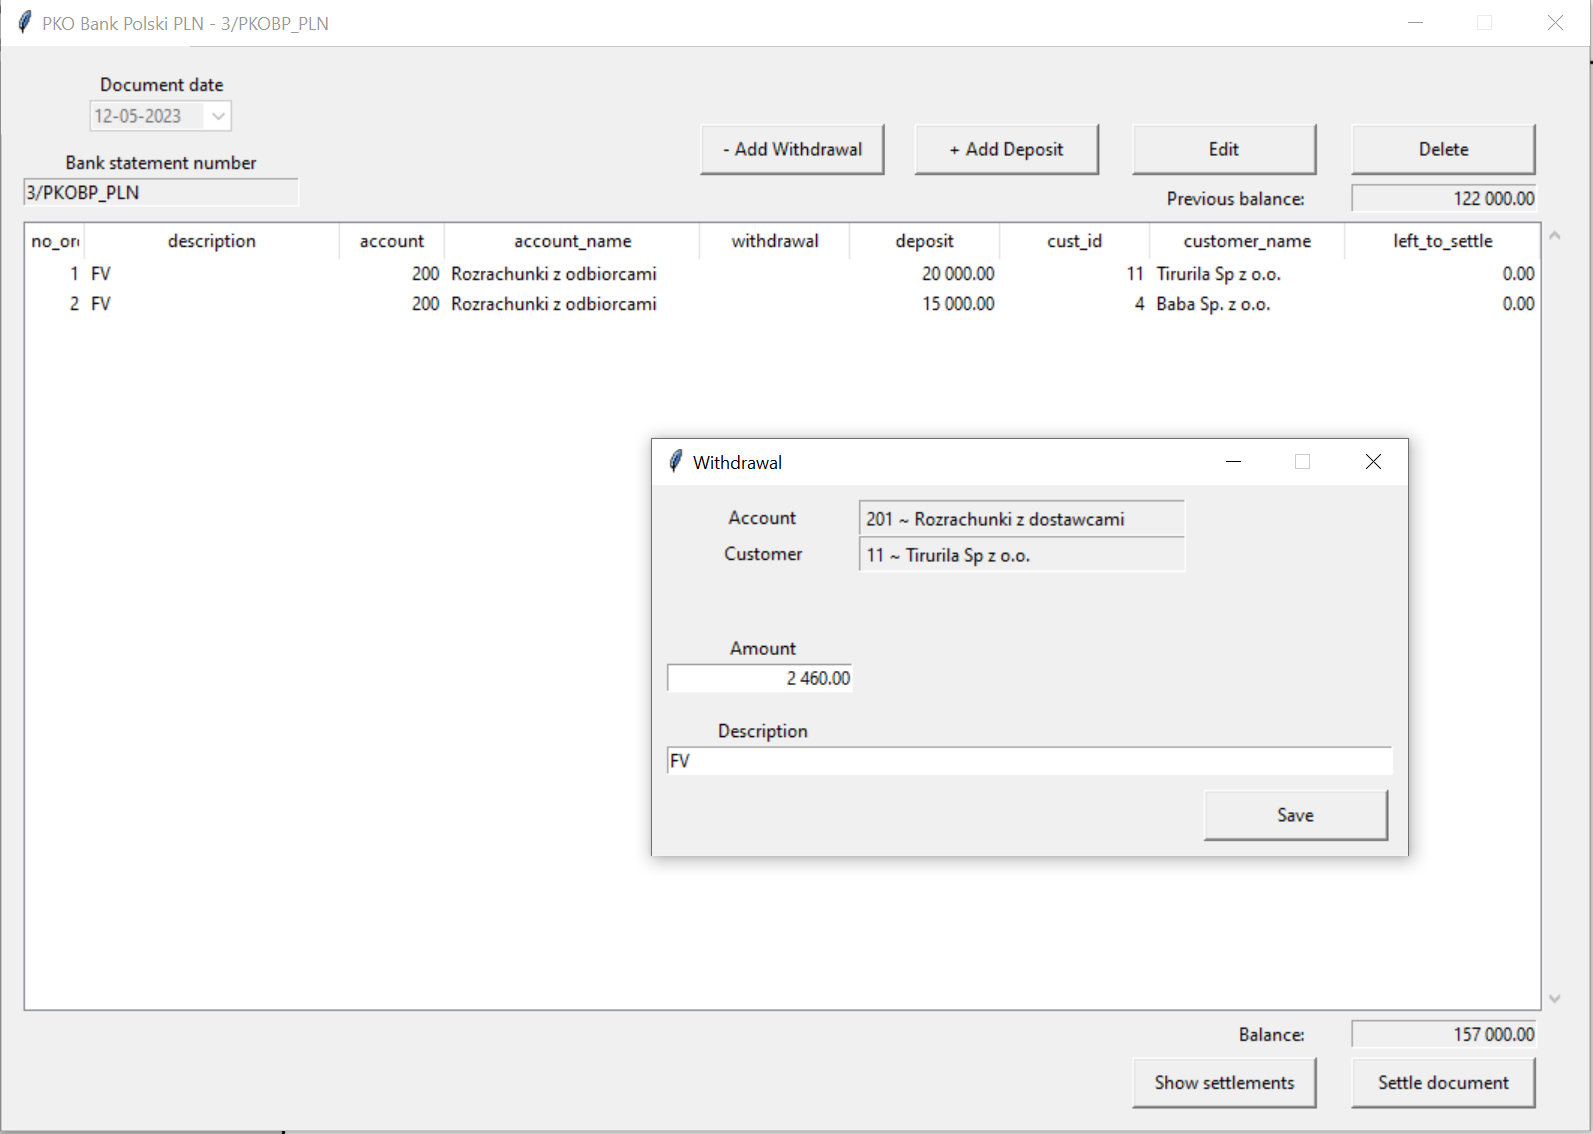 PKO Bank Polski PLN - 3/PKOBP_PLN
Document date
12-05-2023
- Add Withdrawal + Add Deposit Edit Delete
Bank statement number
3/PKOBP_PLN
Previous balance: 122 000.00
no_or description account account_name withdrawal deposit cust_id customer_name left_to_settle
1 FV 200 Rozrachunki z odbiorcami 20 000.00 11 Tirurila Sp z o.o. 0.00
2 FV 200 Rozrachunki z odbiorcami 15 000.00 4 Baba Sp. z o.o. 0.00
Withdrawal
Account 201 ~ Rozrachunki z dostawcami
Customer 11 ~ Tirurila Sp z o.o.
Amount
2 460.00
Description
FV
Save
Balance: 157 000.00
Show settlements Settle document